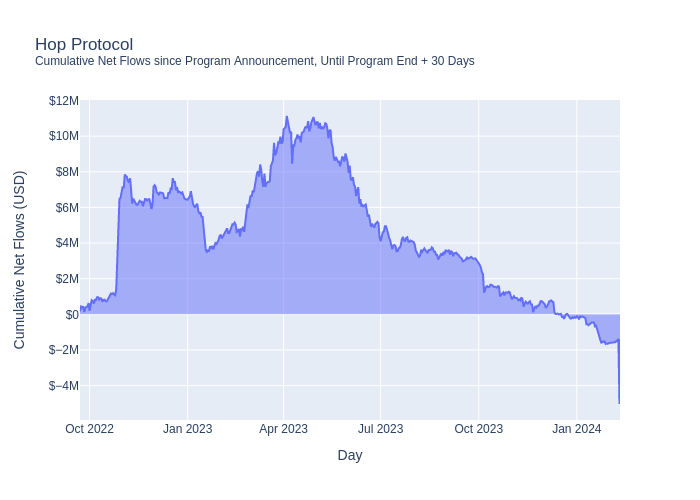 Hop Protocol
Cumulative Net Flows since Program Announcement, Until Program End + 30 Days
$12M
$10M
$8M
$6M
$4M
$2M
$0
$−2M
$−4M
Cumulative Net Flows (USD)
Oct 2022
Jan 2023
Apr 2023
Jul 2023
Oct 2023
Jan 2024
Day